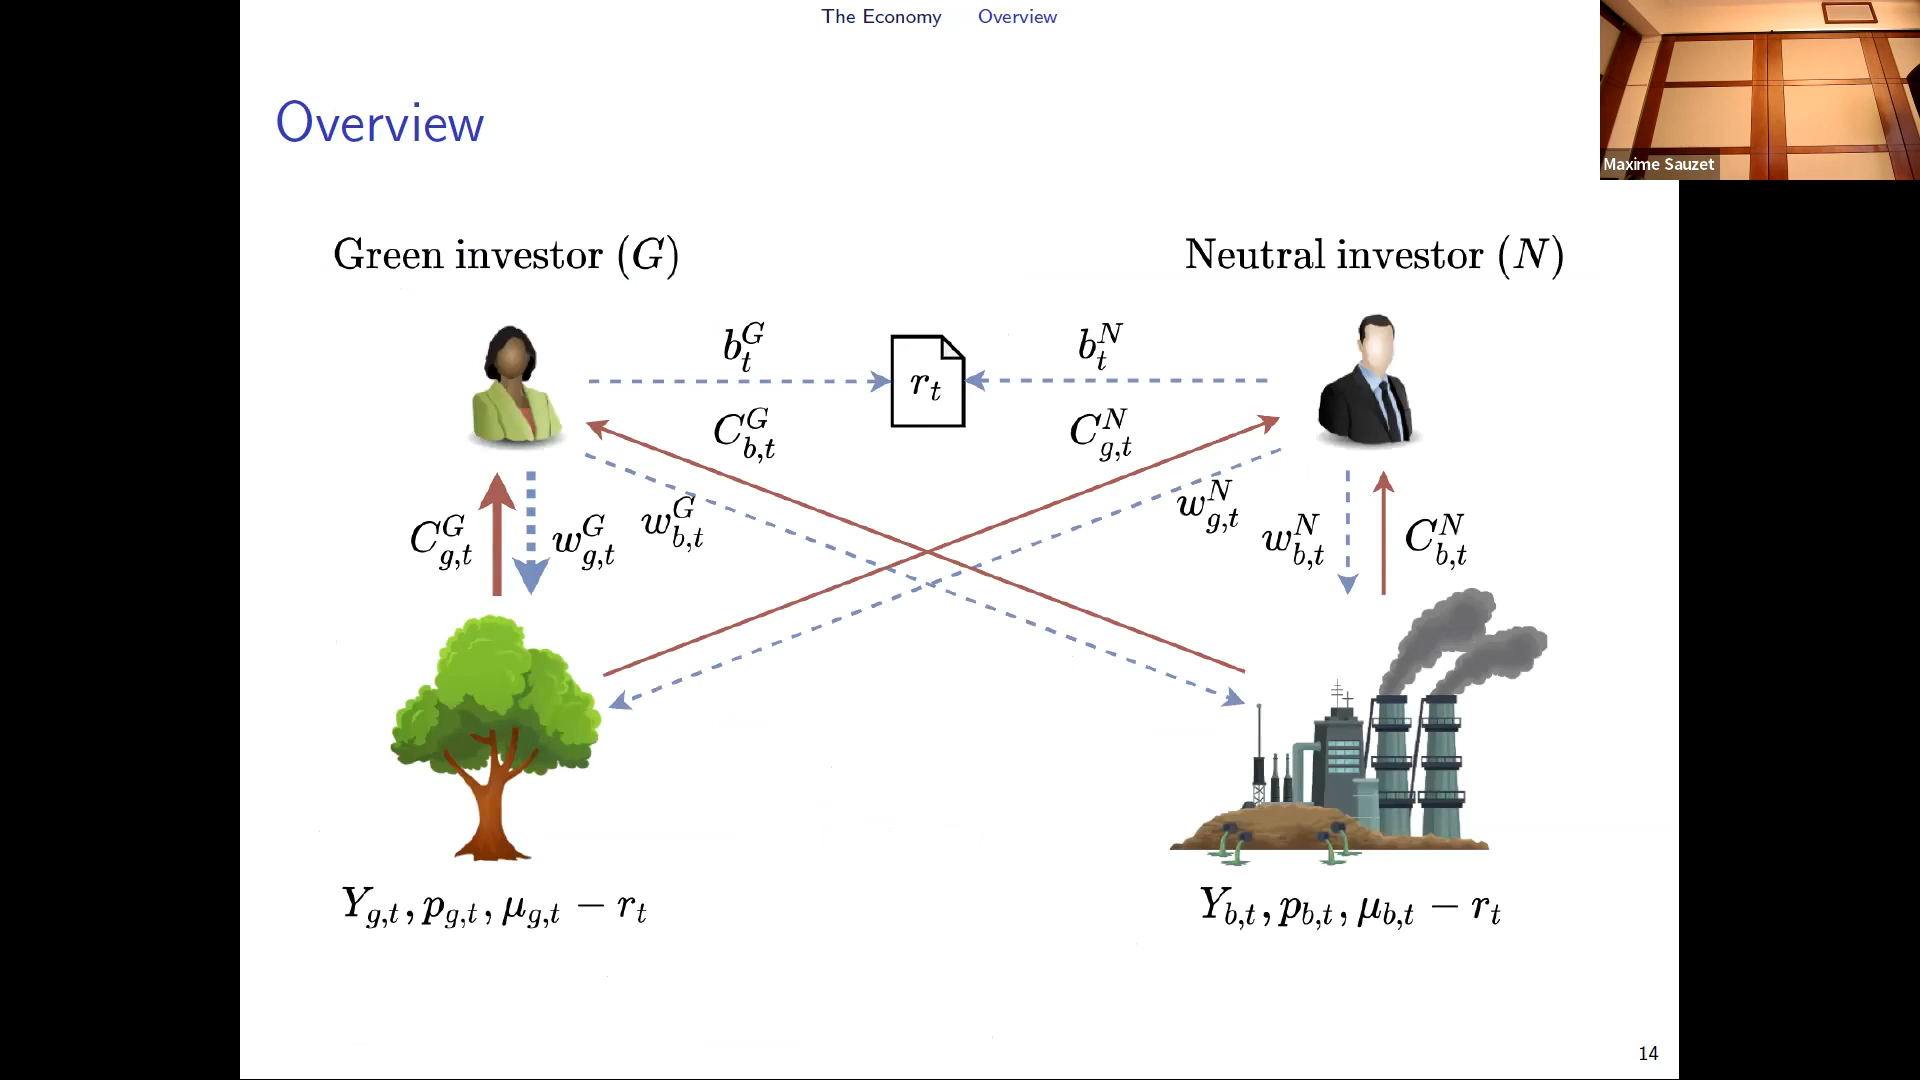 The Economy Overview
Maxime Sauzet
Overview
Green investor (G)
Neutral investor (N)
b_t^G
b_t^N
r_t
C_{b,t}^G
C_{g,t}^N
C_{g,t}^G
w_{g,t}^G
w_{b,t}^G
w_{g,t}^N
w_{b,t}^N
C_{b,t}^N
Y_{g,t}, p_{g,t}, μ_{g,t} − r_t
Y_{b,t}, p_{b,t}, μ_{b,t} − r_t
14